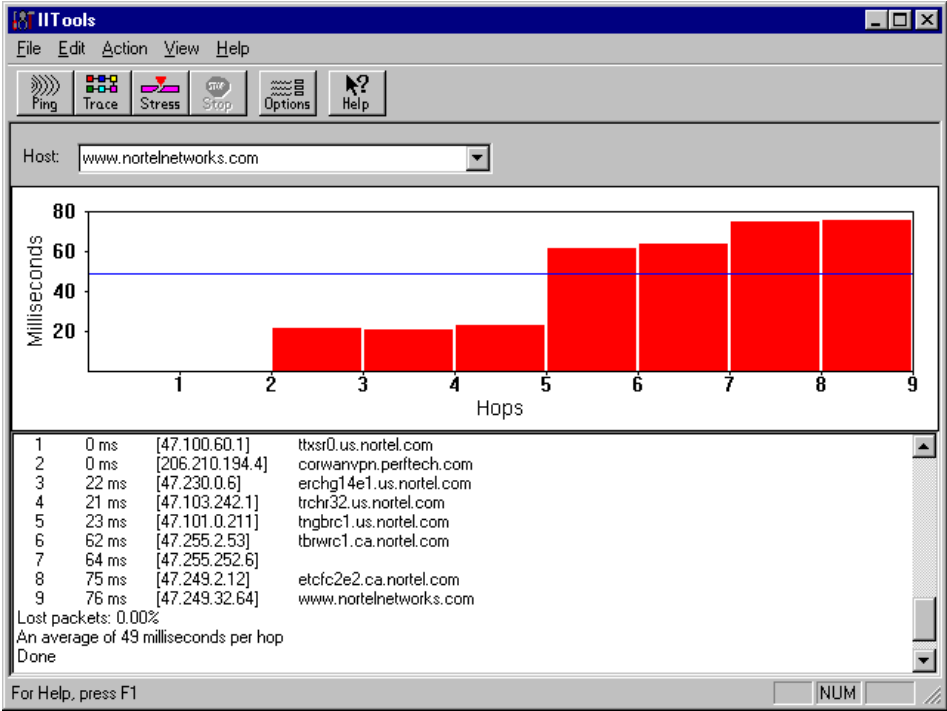 IITools
File Edit Action View Help
Ping Trace Stress Stop Options Help
Host: www.nortelnetworks.com
80
60
40
20
Milliseconds
1 2 3 4 5 6 7 8 9
Hops
1 0 ms [47.100.60.1] ttxsr0.us.nortel.com
2 0 ms [206.210.194.4] corwanvpn.perftech.com
3 22 ms [47.230.0.6] erchg14e1.us.nortel.com
4 21 ms [47.103.242.1] trchr32.us.nortel.com
5 23 ms [47.101.0.211] tngbrc1.us.nortel.com
6 62 ms [47.255.2.53] tbrwrc1.ca.nortel.com
7 64 ms [47.255.252.6]
8 75 ms [47.249.2.12] etcfc2e2.ca.nortel.com
9 76 ms [47.249.32.64] www.nortelnetworks.com
Lost packets: 0.00%
An average of 49 milliseconds per hop
Done
For Help, press F1
NUM